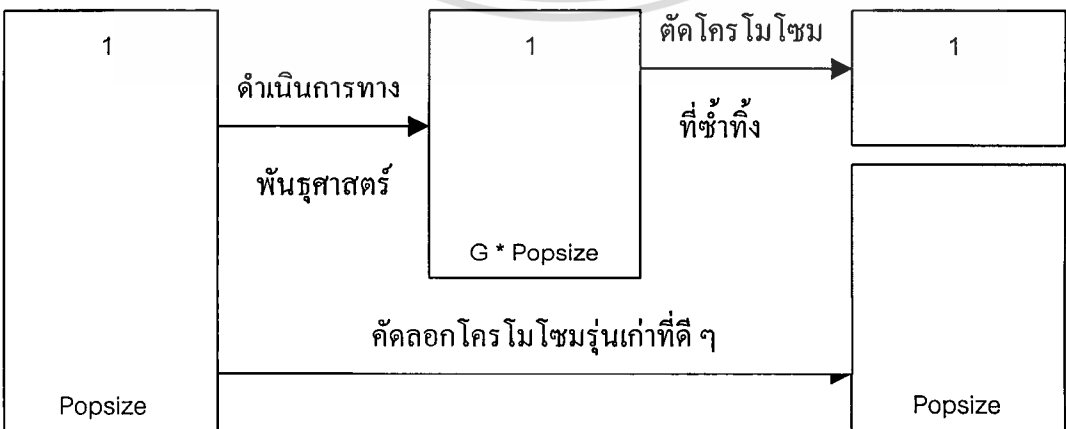 1
1
ตัดโครโมโซม
1
ดำเนินการทาง
ที่ซ้ำทิ้ง
พันธุศาสตร์
G * Popsize
คัดลอกโครโมโซมรุ่นเก่าที่ดี ๆ
Popsize
Popsize